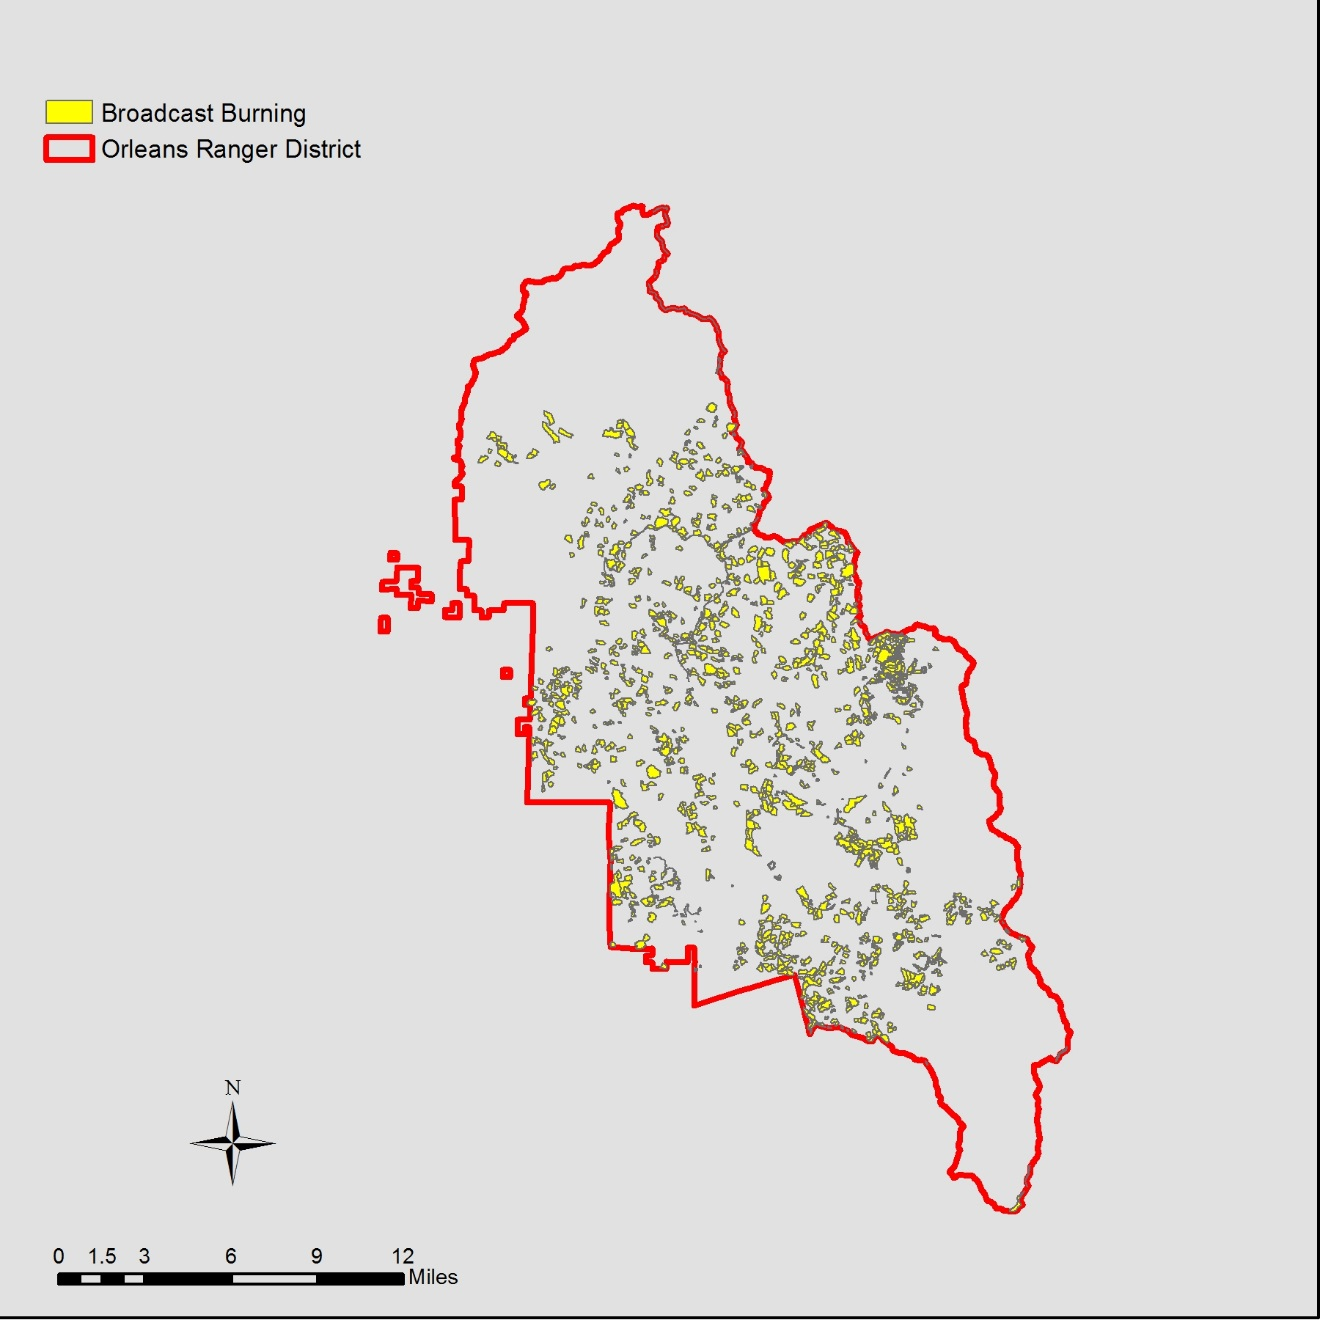 Broadcast Burning
Orleans Ranger District
N
0 1.5 3 6 9 12
Miles